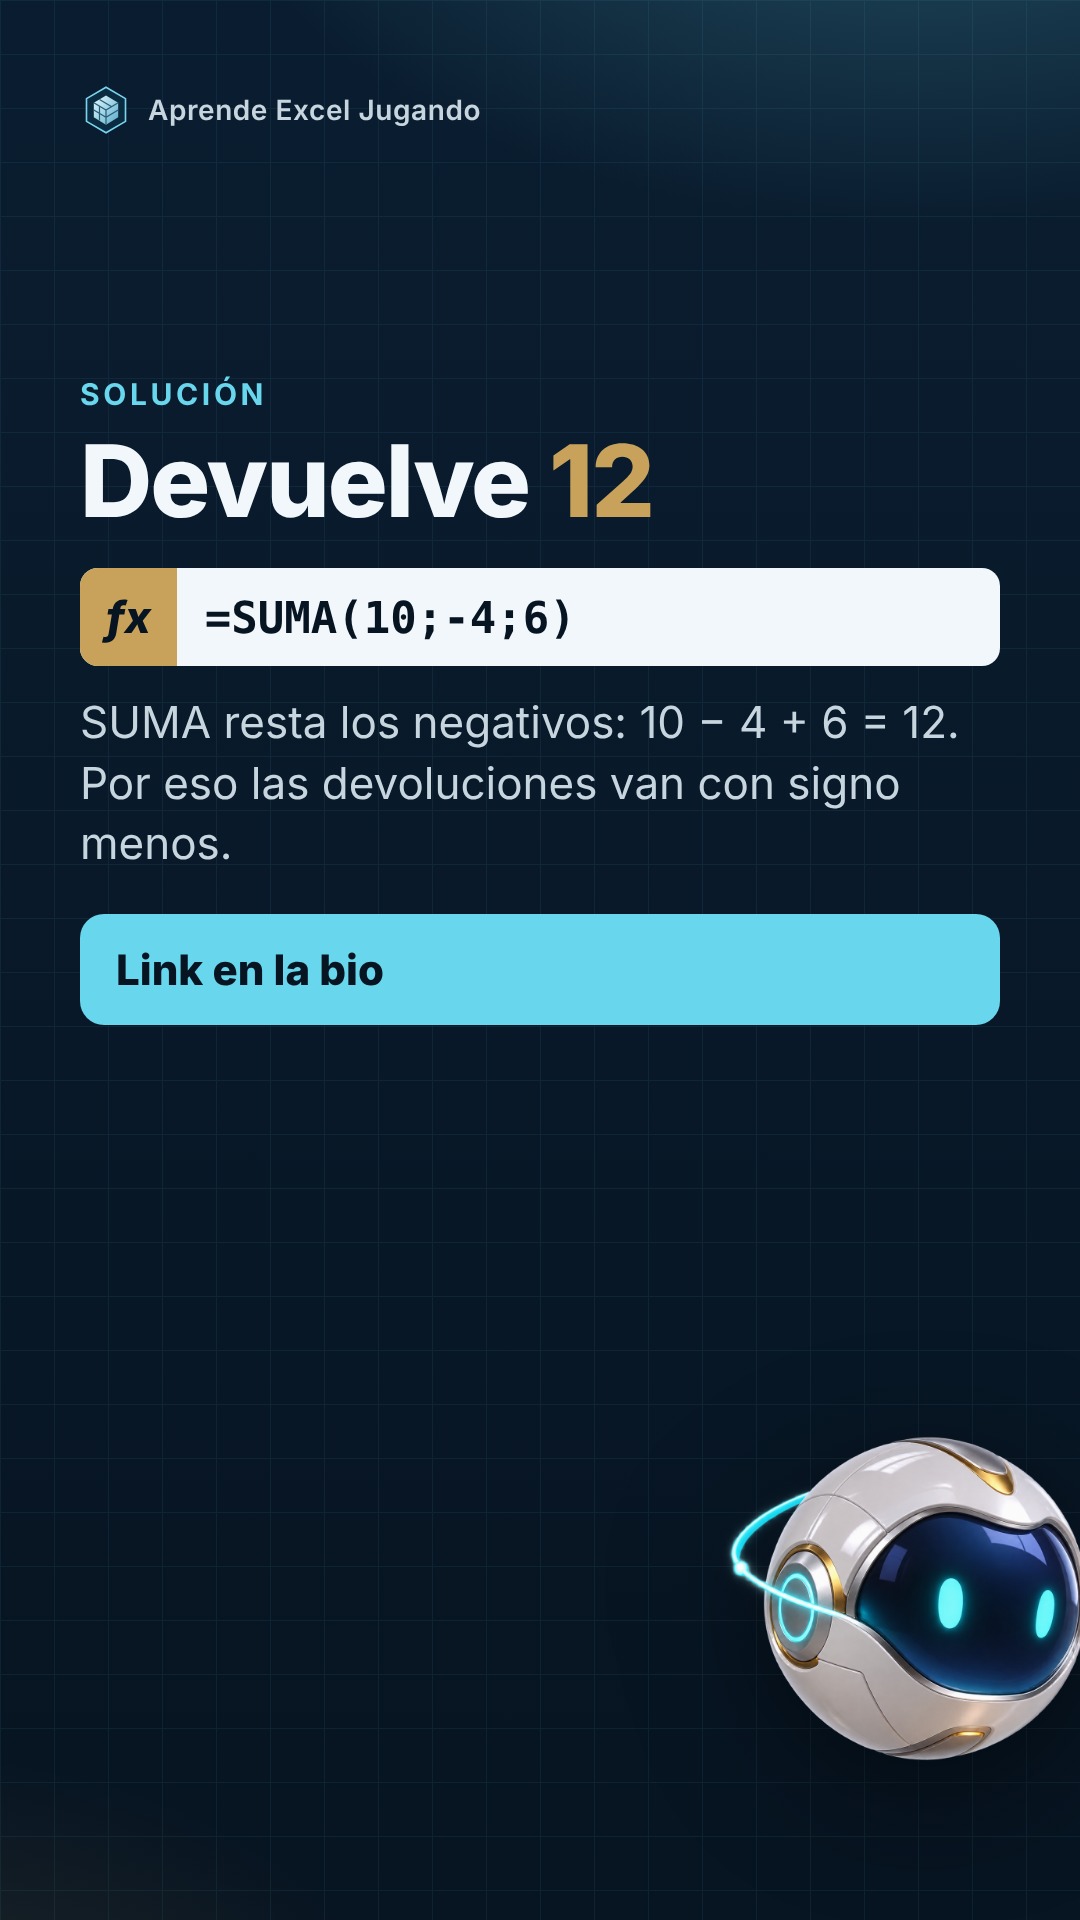 Aprende Excel Jugando
SOLUCIÓN
Devuelve 12
fx =SUMA(10;-4;6)
SUMA resta los negativos: 10 − 4 + 6 = 12.
Por eso las devoluciones van con signo
menos.
Link en la bio